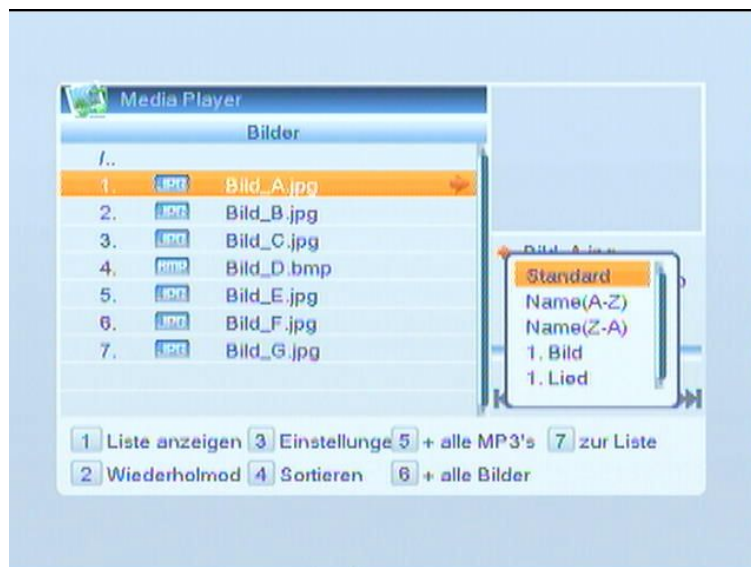 Media Player
Bilder
/..
1. JPG Bild_A.jpg
2. JPG Bild_B.jpg
3. JPG Bild_C.jpg
4. BMP Bild_D.bmp
5. JPG Bild_E.jpg
6. JPG Bild_F.jpg
7. JPG Bild_G.jpg
Bild_A.jpg
Standard
Name(A-Z)
Name(Z-A)
1. Bild
1. Lied
1 Liste anzeigen 3 Einstellunge 5 + alle MP3's 7 zur Liste
2 Wiederholmod 4 Sortieren 6 + alle Bilder